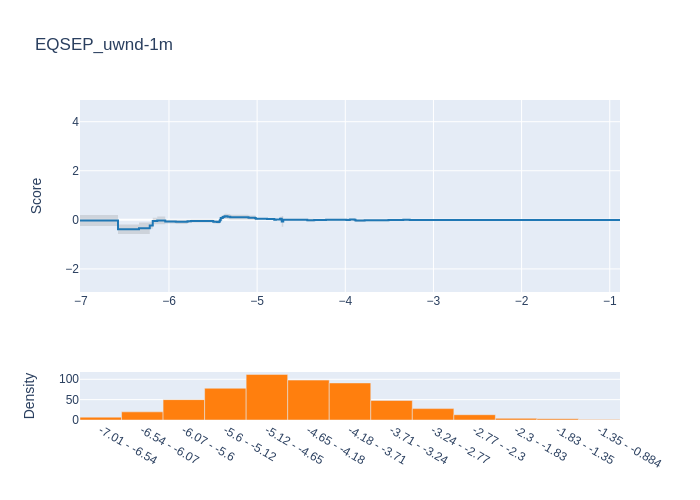 EQSEP_uwnd-1m
Score
4
2
0
−2
−7
−6
−5
−4
−3
−2
−1
Density
100
50
0
-7.01 - -6.54
-6.54 - -6.07
-6.07 - -5.6
-5.6 - -5.12
-5.12 - -4.65
-4.65 - -4.18
-4.18 - -3.71
-3.71 - -3.24
-3.24 - -2.77
-2.77 - -2.3
-2.3 - -1.83
-1.83 - -1.35
-1.35 - -0.884